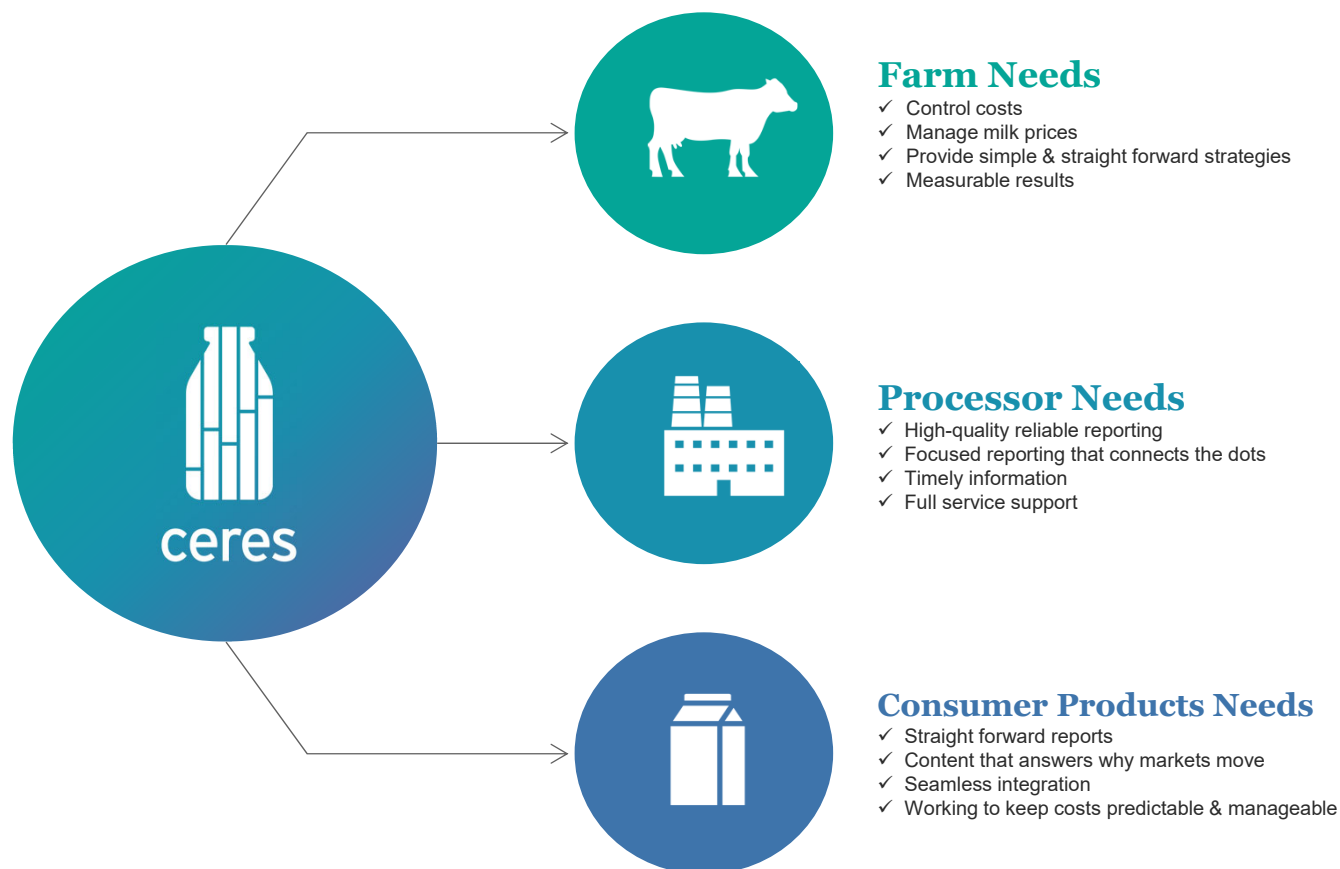 Farm Needs
✓ Control costs
✓ Manage milk prices
✓ Provide simple & straight forward strategies
✓ Measurable results
ceres
Processor Needs
✓ High-quality reliable reporting
✓ Focused reporting that connects the dots
✓ Timely information
✓ Full service support
Consumer Products Needs
✓ Straight forward reports
✓ Content that answers why markets move
✓ Seamless integration
✓ Working to keep costs predictable & manageable